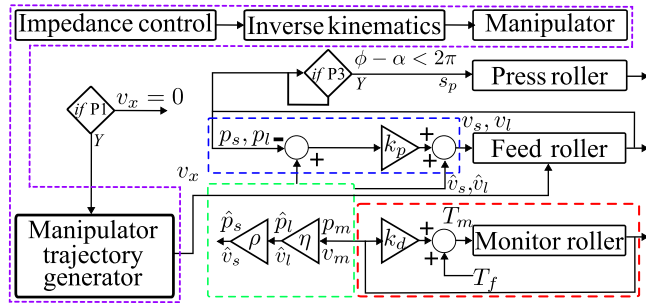 Impedance control Inverse kinematics Manipulator
if P3 ϕ − α < 2π
Y s_p Press roller
if P1 v_x = 0
Y
p_s, p_l - + k_p + + v_s, v_l Feed roller
v_x v̂_s, v̂_l
Manipulator
trajectory
generator
p̂_s p̂_l p_m
ρ η k_d + + T_m Monitor roller
v̂_s v̂_l v_m
T_f